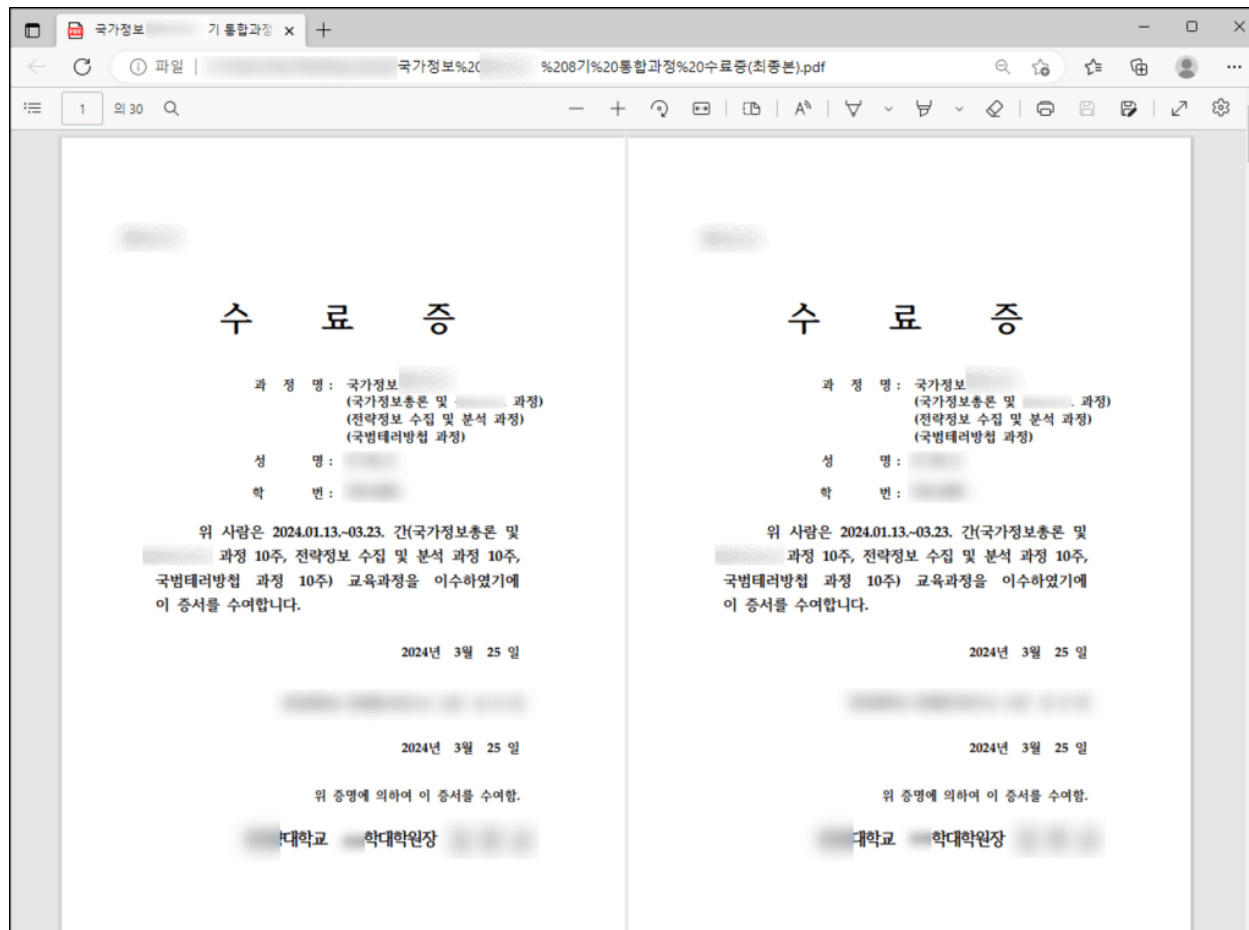 국가정보 기 통합과정
파일 국가정보%20 %208기%20통합과정%20수료증(최종본).pdf
1 의 30
수 료 증
과 정 명 : 국가정보
(국가정보총론 및 과정)
(전략정보 수집 및 분석 과정)
(국범테러방첩 과정)
성 명 :
학 번 :
위 사람은 2024.01.13.~03.23. 간(국가정보총론 및
과정 10주, 전략정보 수집 및 분석 과정 10주,
국범테러방첩 과정 10주) 교육과정을 이수하였기에
이 증서를 수여합니다.
2024년 3월 25 일
2024년 3월 25 일
위 증명에 의하여 이 증서를 수여함.
대학교 학대학원장
수 료 증
과 정 명 : 국가정보
(국가정보총론 및 과정)
(전략정보 수집 및 분석 과정)
(국범테러방첩 과정)
성 명 :
학 번 :
위 사람은 2024.01.13.~03.23. 간(국가정보총론 및
과정 10주, 전략정보 수집 및 분석 과정 10주,
국범테러방첩 과정 10주) 교육과정을 이수하였기에
이 증서를 수여합니다.
2024년 3월 25 일
2024년 3월 25 일
위 증명에 의하여 이 증서를 수여함.
대학교 학대학원장